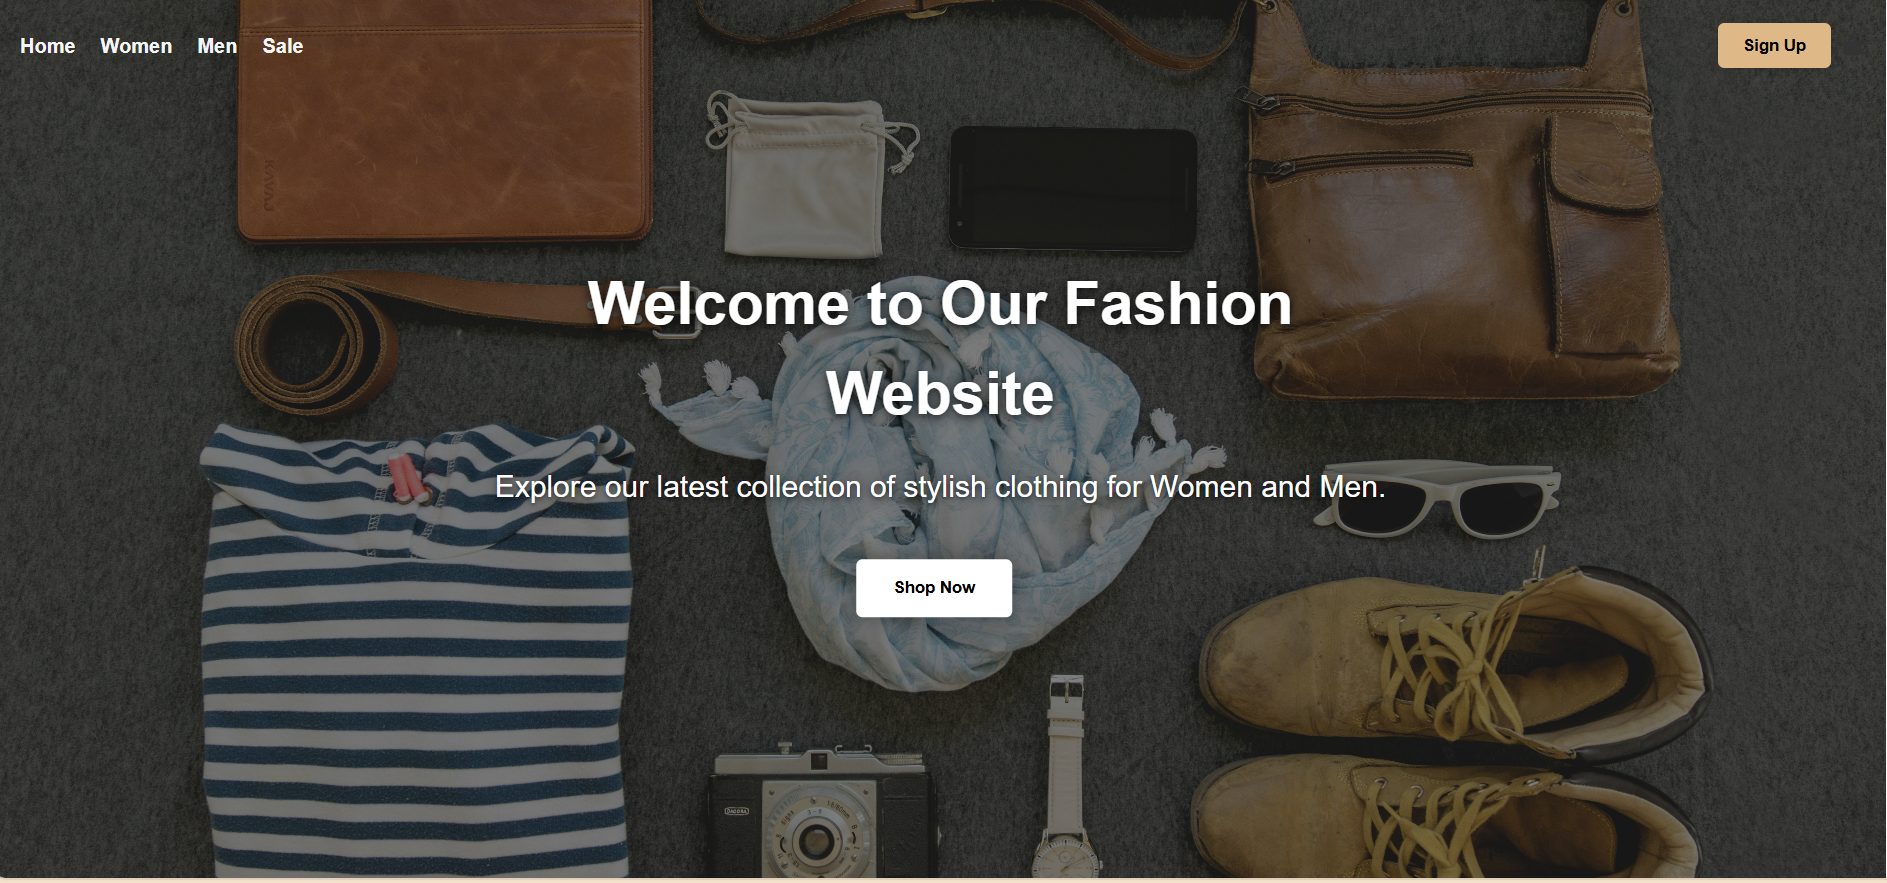 Home Women Men Sale
Sign Up
Welcome to Our Fashion
Website
Explore our latest collection of stylish clothing for Women and Men.
Shop Now